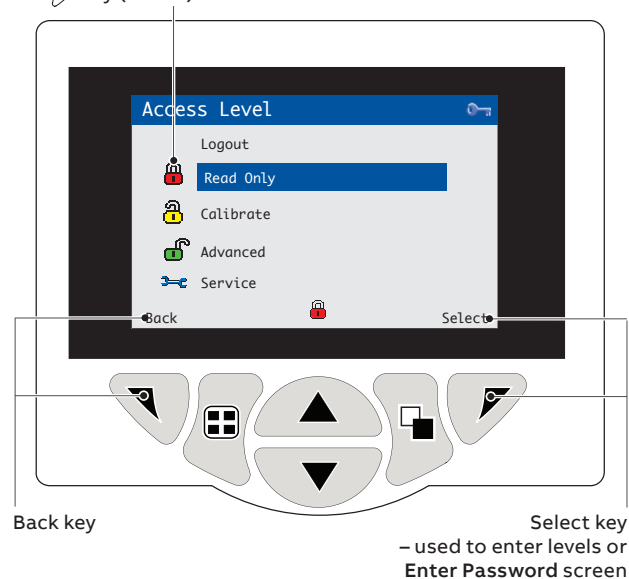 Access Level
Logout
Read Only
Calibrate
Advanced
Service
Back
Select
Back key
Select key
– used to enter levels or
Enter Password screen